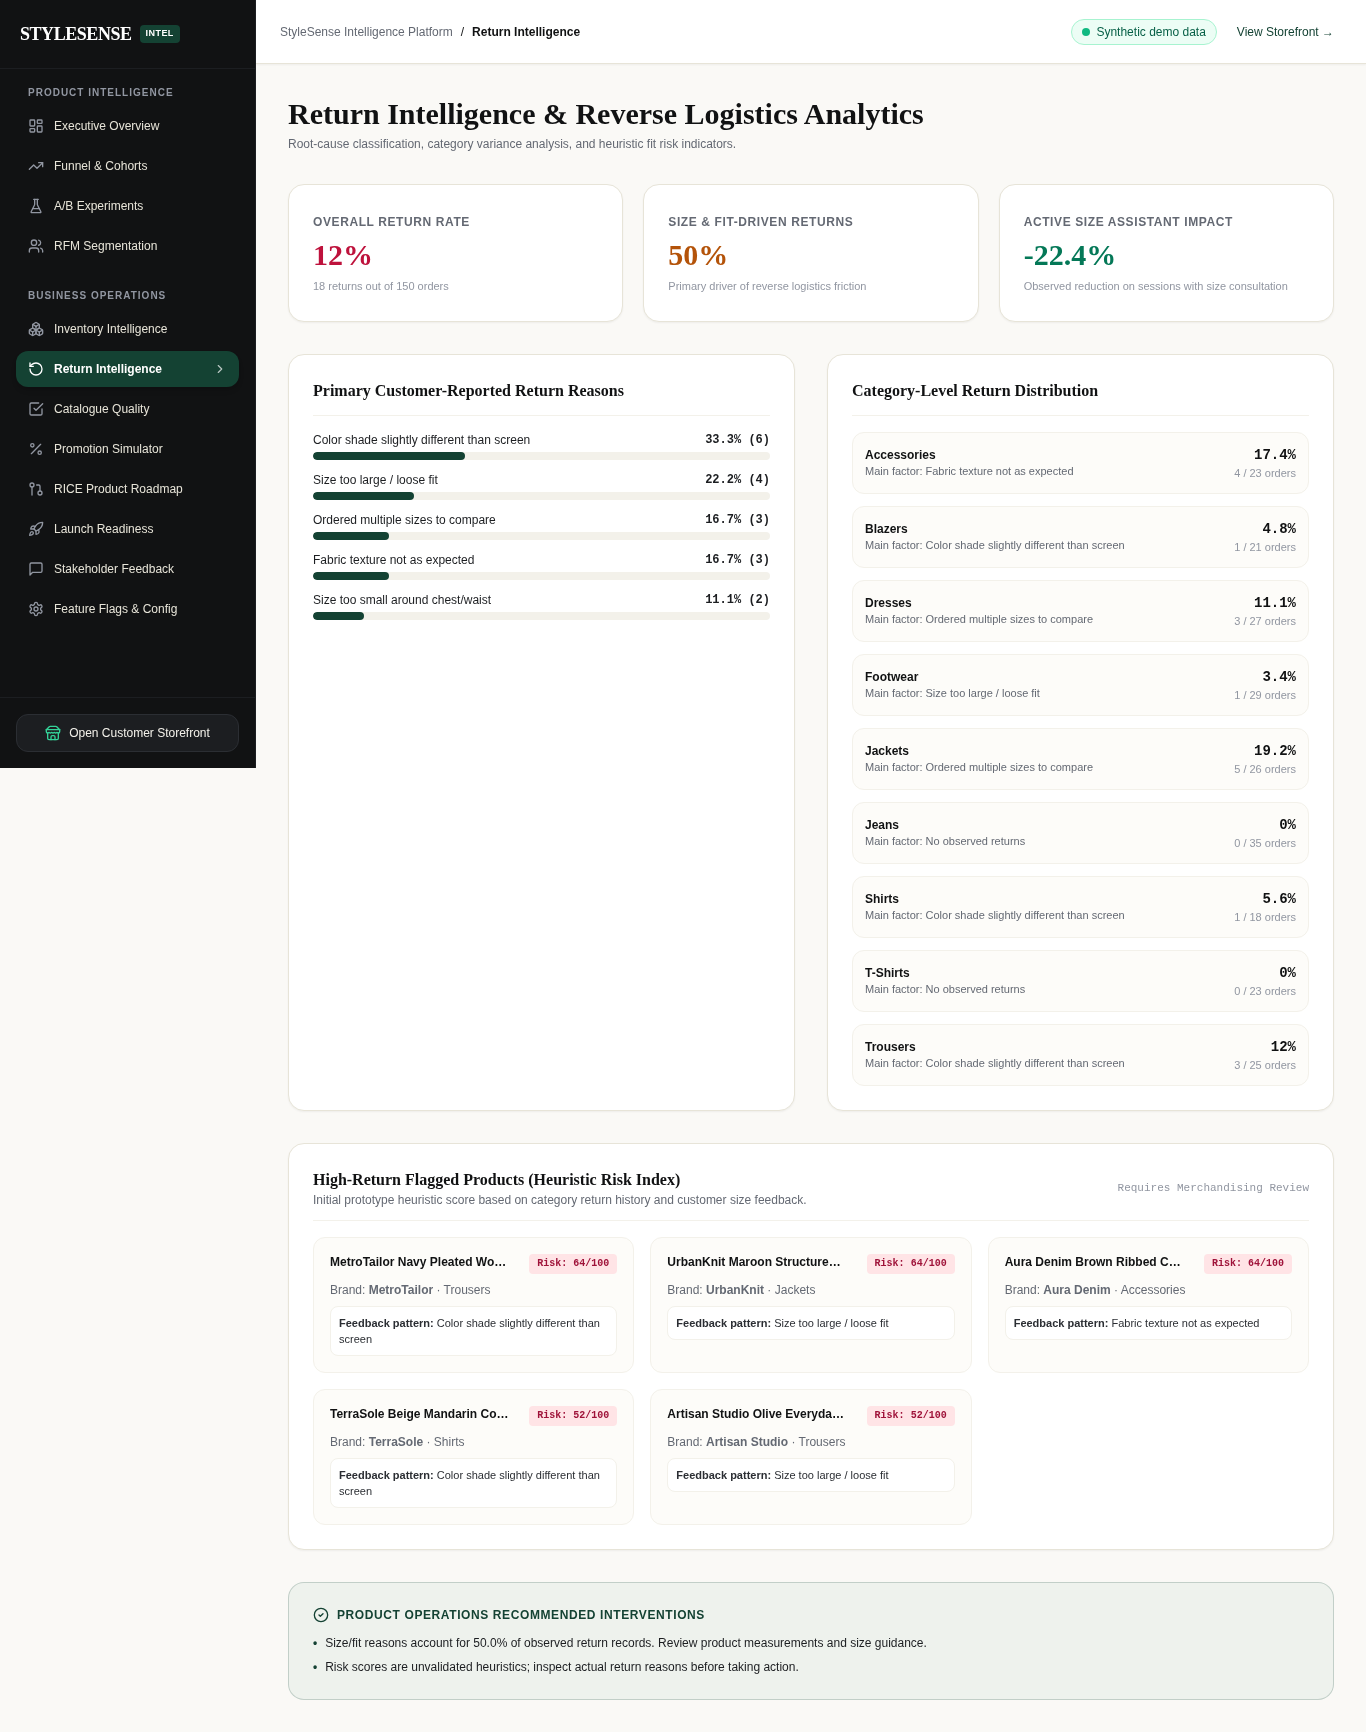 STYLESENSE INTEL
PRODUCT INTELLIGENCE
Executive Overview
Funnel & Cohorts
A/B Experiments
RFM Segmentation
BUSINESS OPERATIONS
Inventory Intelligence
Return Intelligence
Catalogue Quality
Promotion Simulator
RICE Product Roadmap
Launch Readiness
Stakeholder Feedback
Feature Flags & Config
Open Customer Storefront
StyleSense Intelligence Platform / Return Intelligence
Synthetic demo data
View Storefront →
Return Intelligence & Reverse Logistics Analytics
Root-cause classification, category variance analysis, and heuristic fit risk indicators.
OVERALL RETURN RATE
12%
18 returns out of 150 orders
SIZE & FIT-DRIVEN RETURNS
50%
Primary driver of reverse logistics friction
ACTIVE SIZE ASSISTANT IMPACT
-22.4%
Observed reduction on sessions with size consultation
Primary Customer-Reported Return Reasons
Color shade slightly different than screen 33.3% (6)
Size too large / loose fit 22.2% (4)
Ordered multiple sizes to compare 16.7% (3)
Fabric texture not as expected 16.7% (3)
Size too small around chest/waist 11.1% (2)
Category-Level Return Distribution
Accessories 17.4%
Main factor: Fabric texture not as expected 4 / 23 orders
Blazers 4.8%
Main factor: Color shade slightly different than screen 1 / 21 orders
Dresses 11.1%
Main factor: Ordered multiple sizes to compare 3 / 27 orders
Footwear 3.4%
Main factor: Size too large / loose fit 1 / 29 orders
Jackets 19.2%
Main factor: Ordered multiple sizes to compare 5 / 26 orders
Jeans 0%
Main factor: No observed returns 0 / 35 orders
Shirts 5.6%
Main factor: Color shade slightly different than screen 1 / 18 orders
T-Shirts 0%
Main factor: No observed returns 0 / 23 orders
Trousers 12%
Main factor: Color shade slightly different than screen 3 / 25 orders
High-Return Flagged Products (Heuristic Risk Index)
Initial prototype heuristic score based on category return history and customer size feedback.
Requires Merchandising Review
MetroTailor Navy Pleated Wo... Risk: 64/100
Brand: MetroTailor · Trousers
Feedback pattern: Color shade slightly different than
screen
UrbanKnit Maroon Structure... Risk: 64/100
Brand: UrbanKnit · Jackets
Feedback pattern: Size too large / loose fit
Aura Denim Brown Ribbed C... Risk: 64/100
Brand: Aura Denim · Accessories
Feedback pattern: Fabric texture not as expected
TerraSole Beige Mandarin Co... Risk: 52/100
Brand: TerraSole · Shirts
Feedback pattern: Color shade slightly different than
screen
Artisan Studio Olive Everyda... Risk: 52/100
Brand: Artisan Studio · Trousers
Feedback pattern: Size too large / loose fit
PRODUCT OPERATIONS RECOMMENDED INTERVENTIONS
• Size/fit reasons account for 50.0% of observed return records. Review product measurements and size guidance.
• Risk scores are unvalidated heuristics; inspect actual return reasons before taking action.